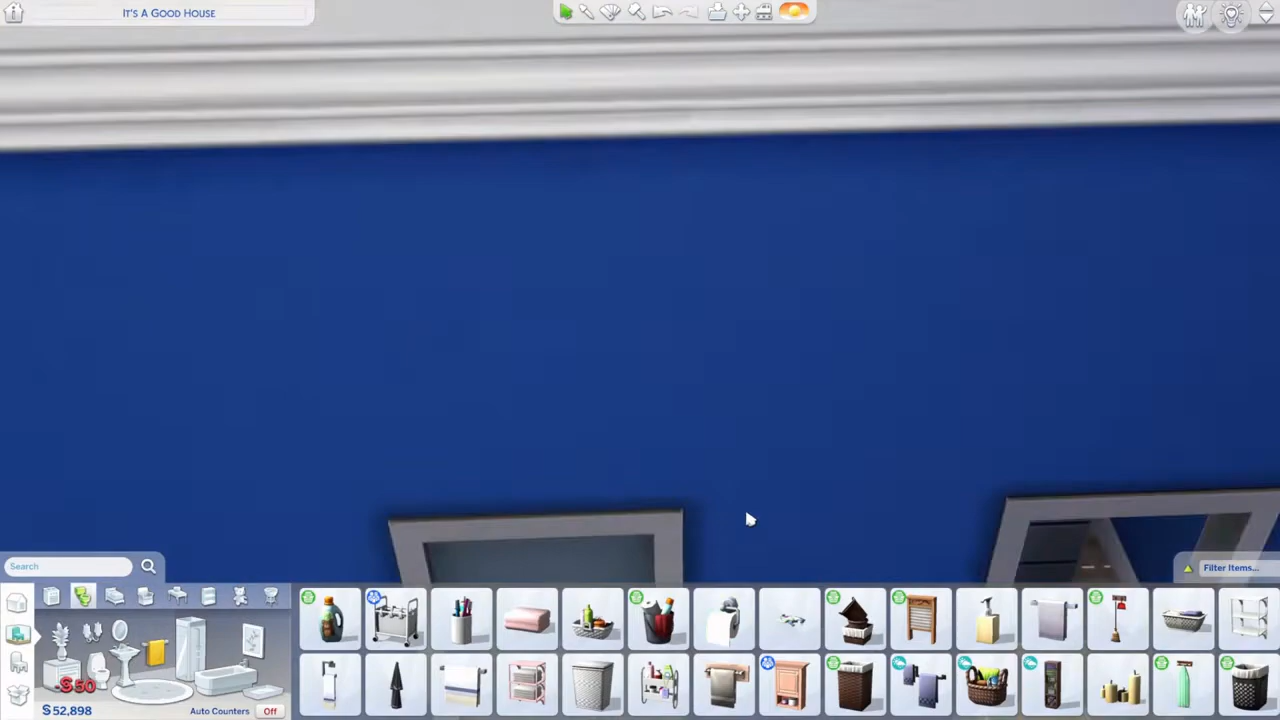 It's A Good House
Search
Filter Items...
-§50
§52,898
Auto Counters Off